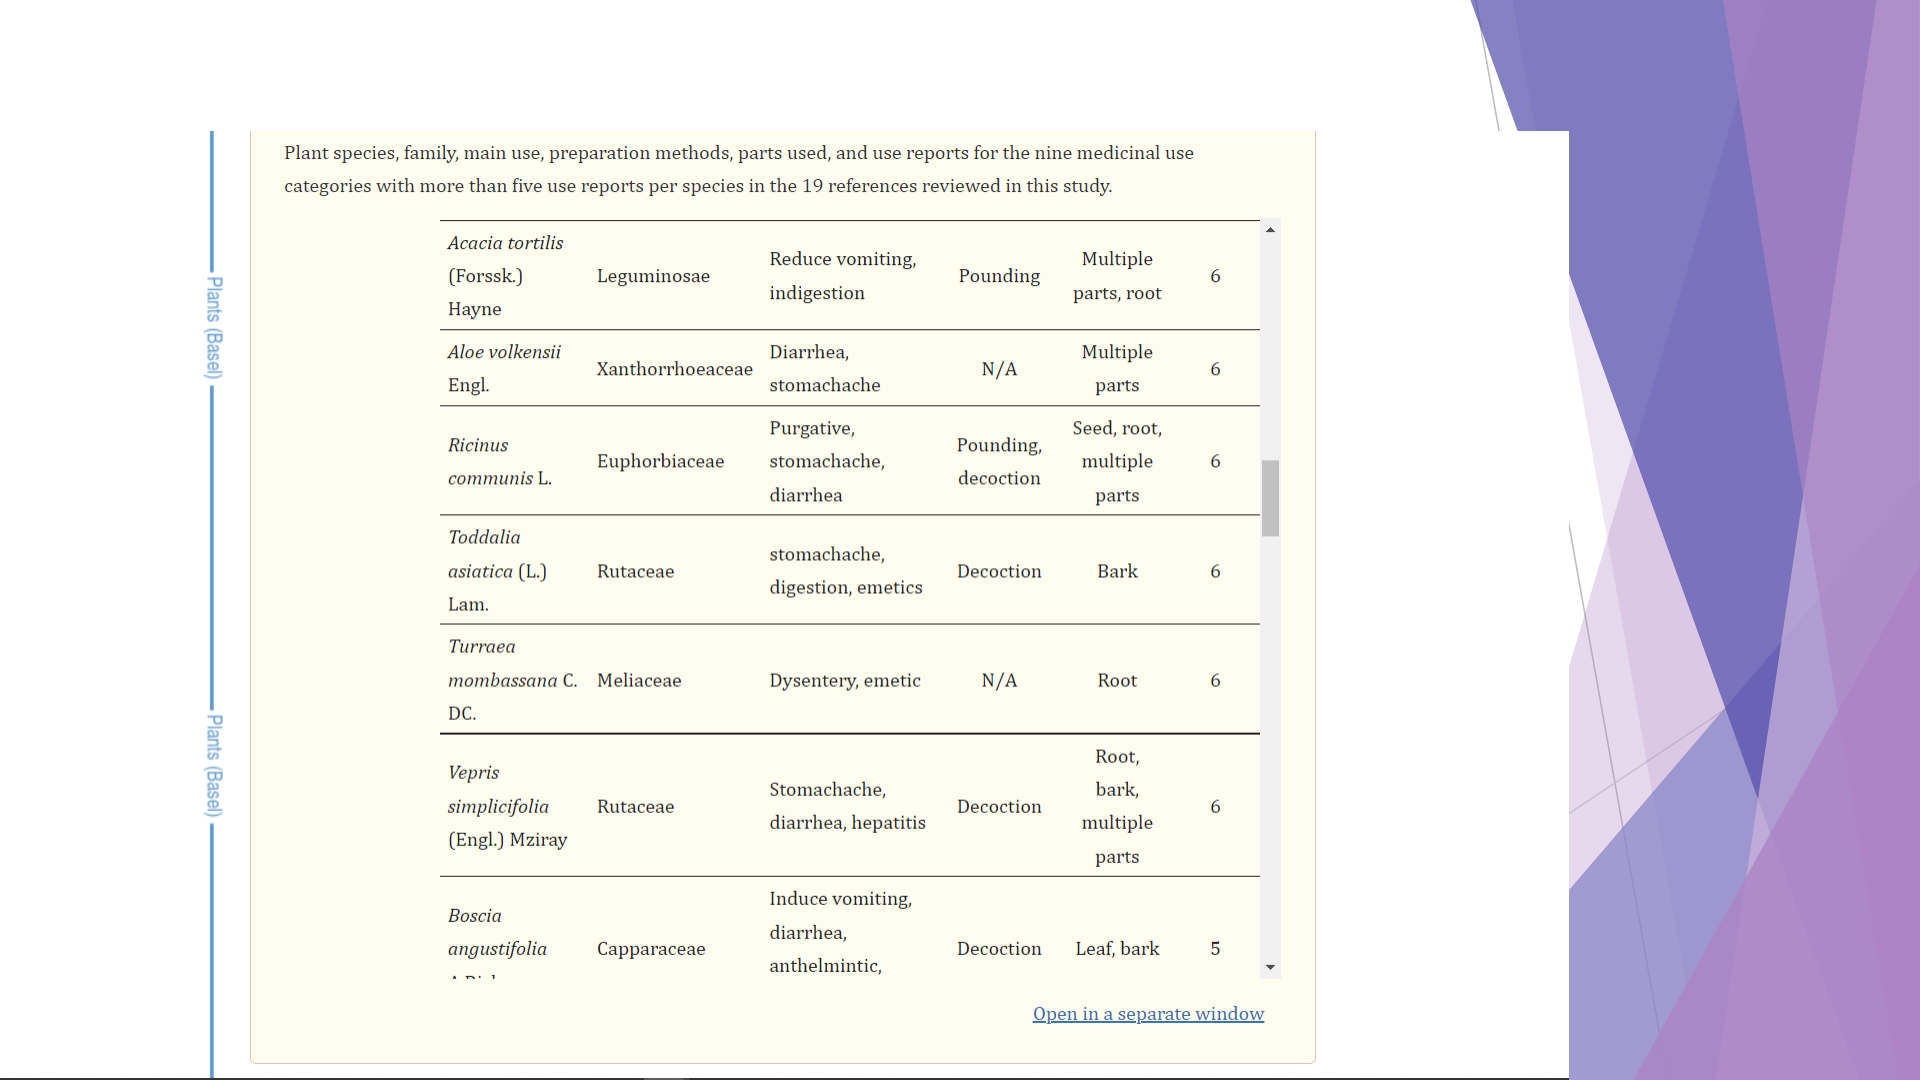 Plant species, family, main use, preparation methods, parts used, and use reports for the nine medicinal use
categories with more than five use reports per species in the 19 references reviewed in this study.
Acacia tortilis
(Forssk.)
Hayne
Leguminosae
Reduce vomiting,
indigestion
Pounding
Multiple
parts, root
6
Aloe volkensii
Engl.
Xanthorrhoeaceae
Diarrhea,
stomachache
N/A
Multiple
parts
6
Ricinus
communis L.
Euphorbiaceae
Purgative,
stomachache,
diarrhea
Pounding,
decoction
Seed, root,
multiple
parts
6
Toddalia
asiatica (L.)
Lam.
Rutaceae
stomachache,
digestion, emetics
Decoction
Bark
6
Turraea
mombassana C.
DC.
Meliaceae
Dysentery, emetic
N/A
Root
6
Vepris
simplicifolia
(Engl.) Mziray
Rutaceae
Stomachache,
diarrhea, hepatitis
Decoction
Root,
bark,
multiple
parts
6
Boscia
angustifolia
Capparaceae
Induce vomiting,
diarrhea,
anthelmintic,
Decoction
Leaf, bark
5
Open in a separate window
Plants (Basel)
Plants (Basel)